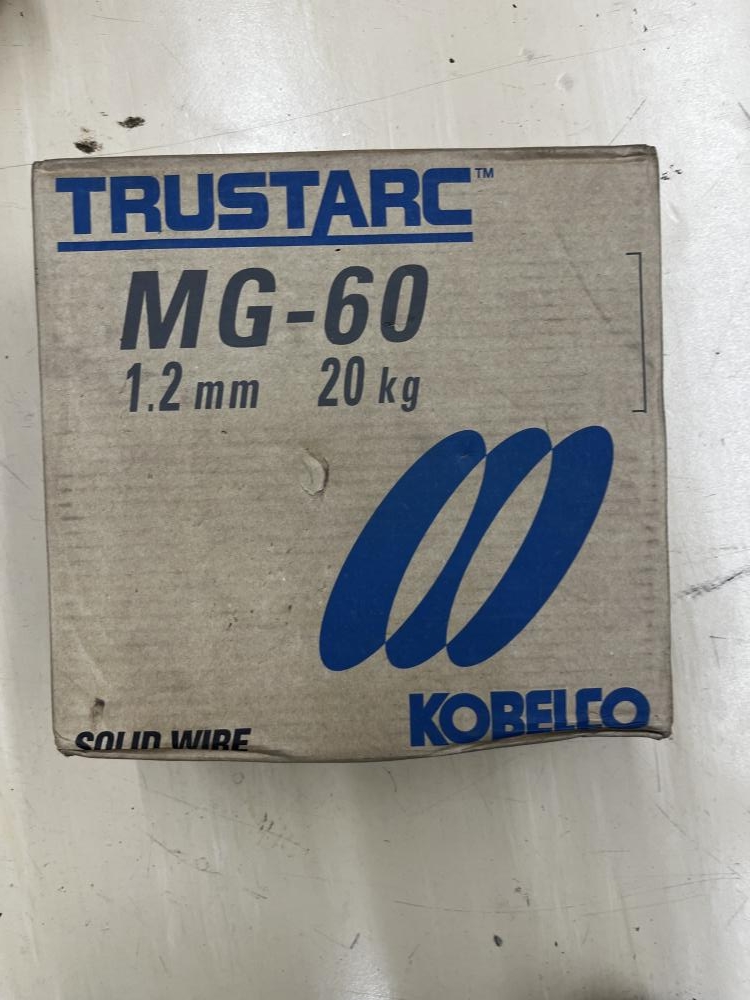 TRUSTARC™
MG-60
1.2 mm 20 kg
KOBELCO
SOLID WIRE